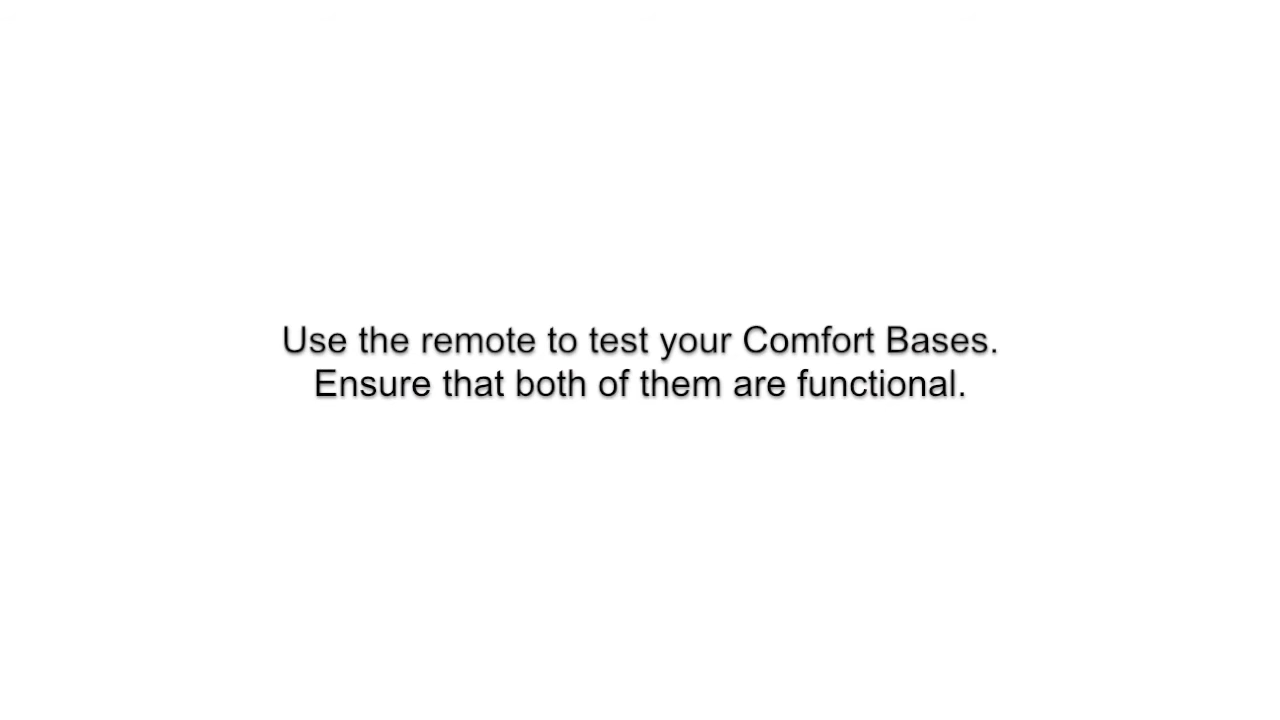 Use the remote to test your Comfort Bases.
Ensure that both of them are functional.